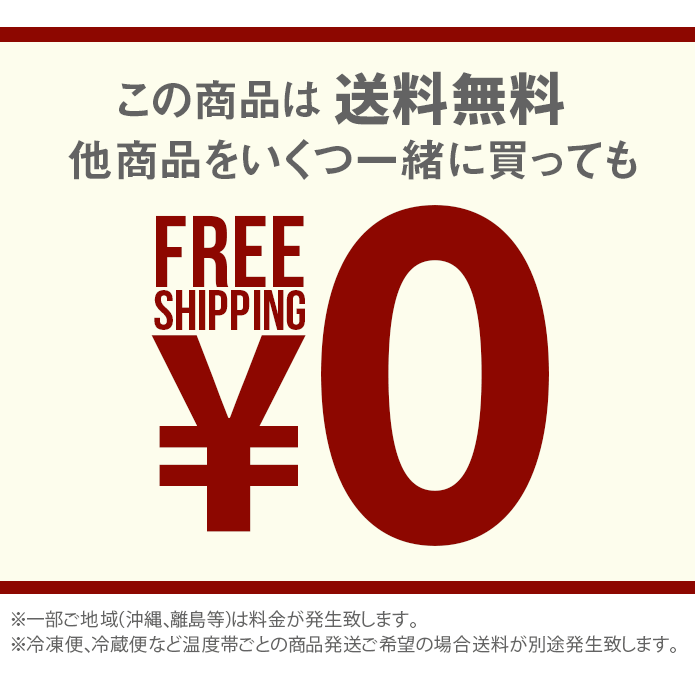 この商品は 送料無料
他商品をいくつ一緒に買っても
FREE
SHIPPING
¥0
※一部ご地域(沖縄、離島等)は料金が発生致します。
※冷凍便、冷蔵便など温度帯ごとの商品発送ご希望の場合送料が別途発生致します。